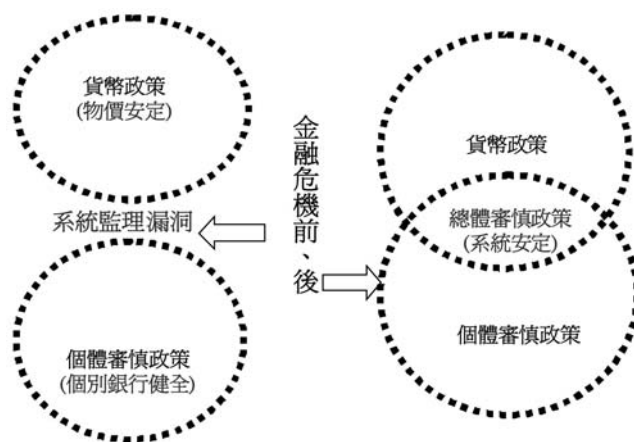 貨幣政策
(物價安定)
系統監理漏洞
個體審慎政策
(個別銀行健全)
金融危機前、後
貨幣政策
總體審慎政策
(系統安定)
個體審慎政策